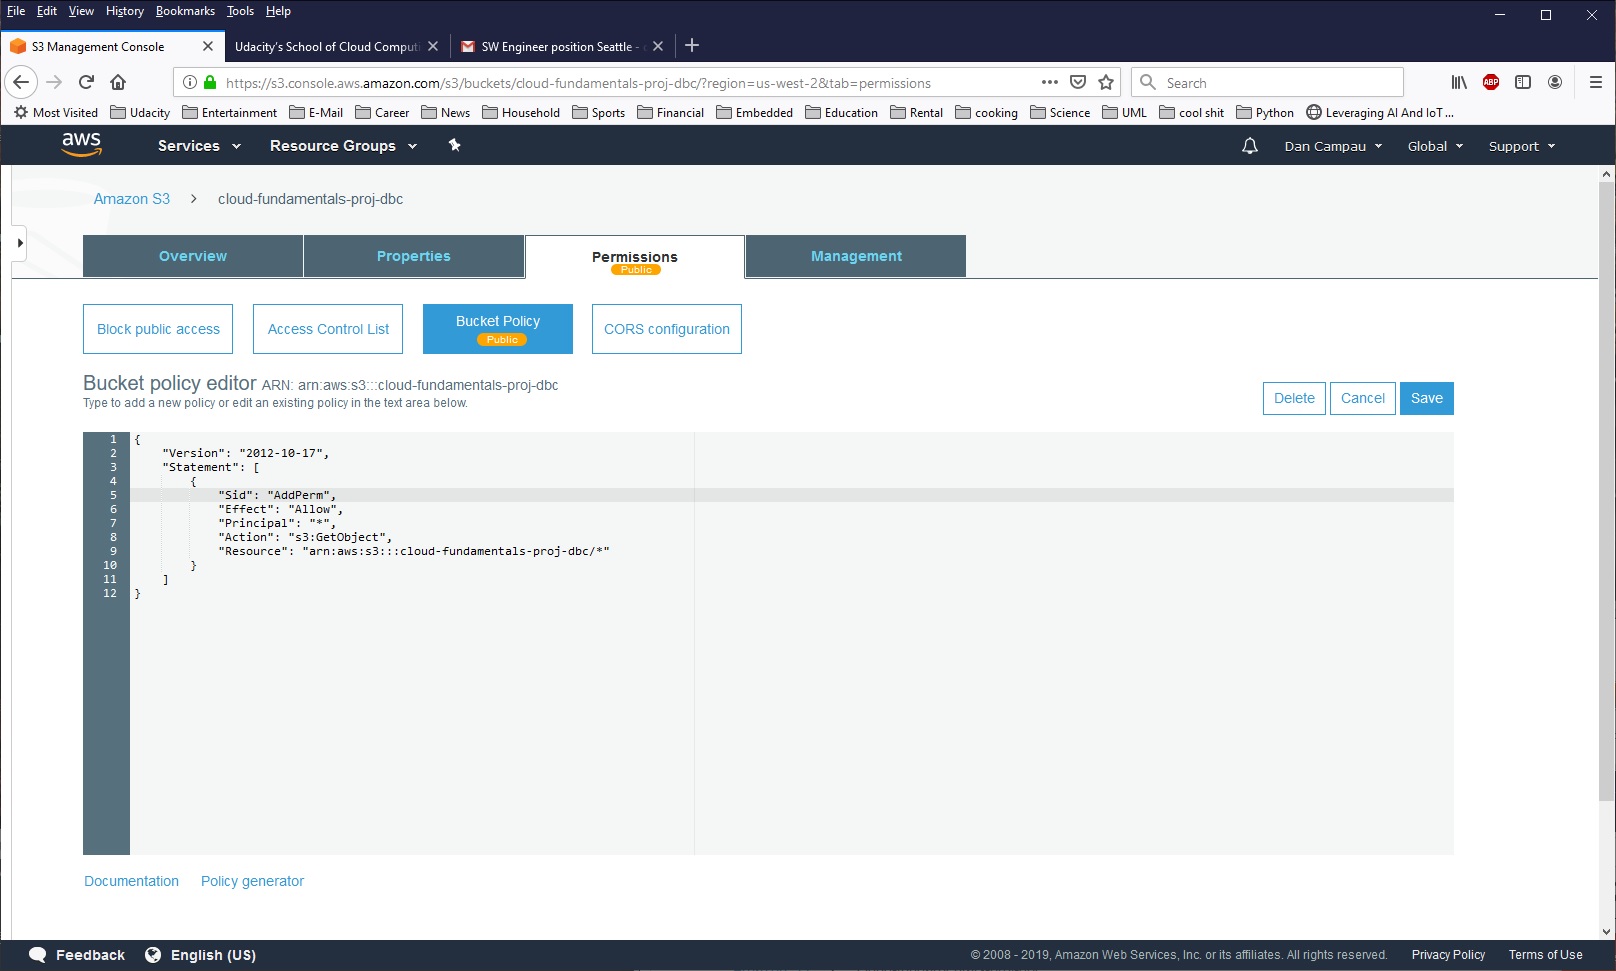 File Edit View History Bookmarks Tools Help
S3 Management Console Udacity's School of Cloud Comput SW Engineer position Seattle -
https://s3.console.aws.amazon.com/s3/buckets/cloud-fundamentals-proj-dbc/?region=us-west-2&tab=permissions Search ABP
Most Visited Udacity Entertainment E-Mail Career News Household Sports Financial Embedded Education Rental cooking Science UML cool shit Python Leveraging AI And IoT ...
aws Services Resource Groups Dan Campau Global Support
Amazon S3 > cloud-fundamentals-proj-dbc
Overview Properties Permissions Management
Public
Block public access Access Control List Bucket Policy CORS configuration
Public
Bucket policy editor ARN: arn:aws:s3:::cloud-fundamentals-proj-dbc
Type to add a new policy or edit an existing policy in the text area below.
Delete Cancel Save
1 {
2 "Version": "2012-10-17",
3 "Statement": [
4 {
5 "Sid": "AddPerm",
6 "Effect": "Allow",
7 "Principal": "*",
8 "Action": "s3:GetObject",
9 "Resource": "arn:aws:s3:::cloud-fundamentals-proj-dbc/*"
10 }
11 ]
12 }
Documentation Policy generator
Feedback English (US) © 2008 - 2019, Amazon Web Services, Inc. or its affiliates. All rights reserved. Privacy Policy Terms of Use